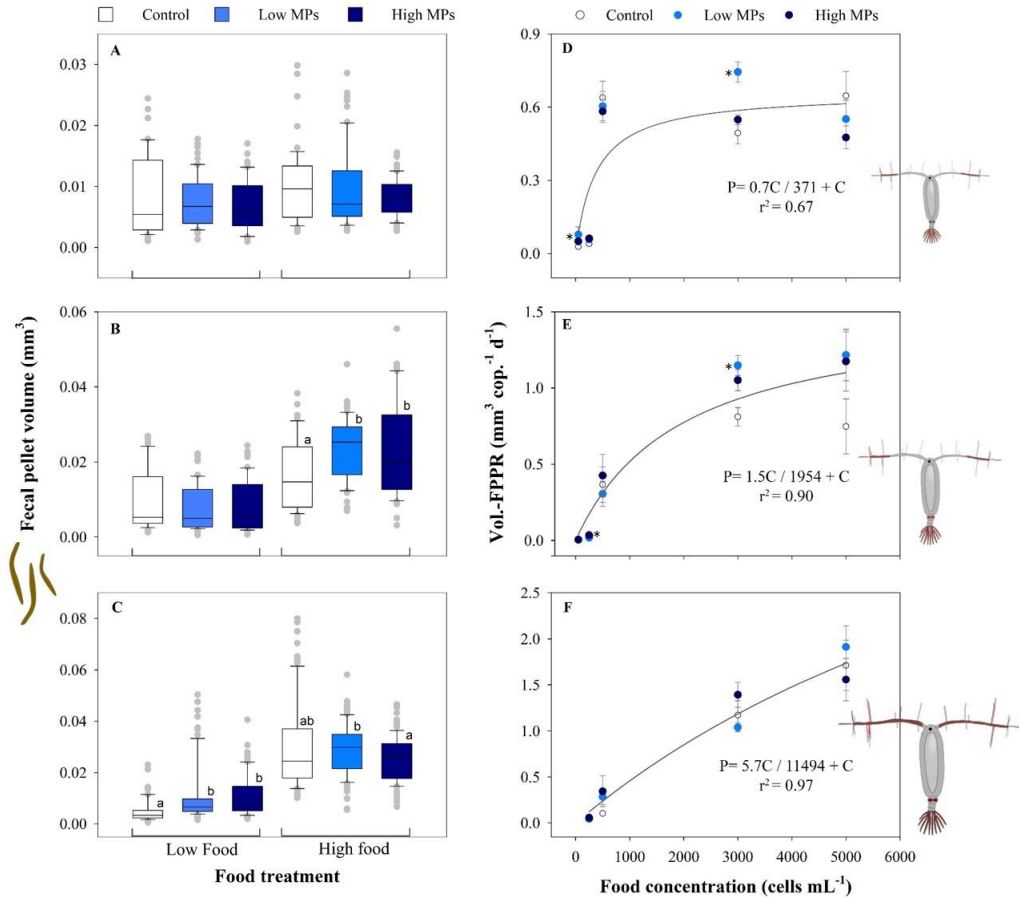 Control Low MPs High MPs
Control Low MPs High MPs
A
0.03
0.02
0.01
0.00
B
0.06
0.04
0.02
0.00
a
b
b
C
0.08
0.06
0.04
0.02
0.00
a
b
b
ab
b
a
Low Food High food
Food treatment
Fecal pellet volume (mm³)
D
0.9
0.6
0.3
0.0
*
*
P= 0.7C / 371 + C
r² = 0.67
E
1.5
1.0
0.5
0.0
*
*
P= 1.5C / 1954 + C
r² = 0.90
F
2.5
2.0
1.5
1.0
0.5
0.0
P= 5.7C / 11494 + C
r² = 0.97
0 1000 2000 3000 4000 5000 6000
Food concentration (cells mL⁻¹)
Vol.-FPPR (mm³ cop.⁻¹ d⁻¹)